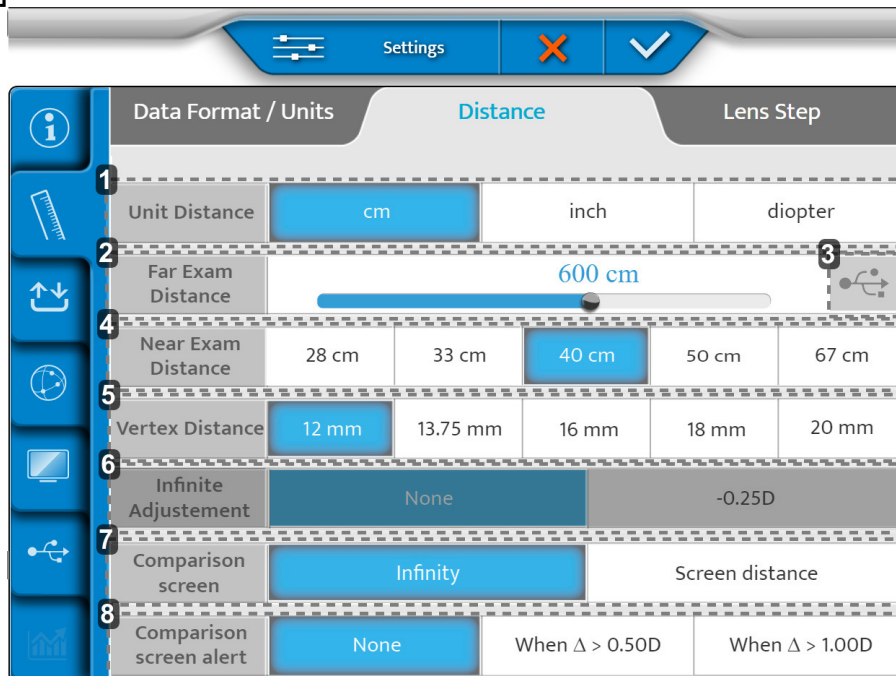 Settings
Data Format / Units
Distance
Lens Step
1
Unit Distance
cm
inch
diopter
2
Far Exam
Distance
600 cm
3
4
Near Exam
Distance
28 cm
33 cm
40 cm
50 cm
67 cm
5
Vertex Distance
12 mm
13.75 mm
16 mm
18 mm
20 mm
6
Infinite
Adjustement
None
-0.25D
7
Comparison
screen
Infinity
Screen distance
8
Comparison
screen alert
None
When Δ > 0.50D
When Δ > 1.00D